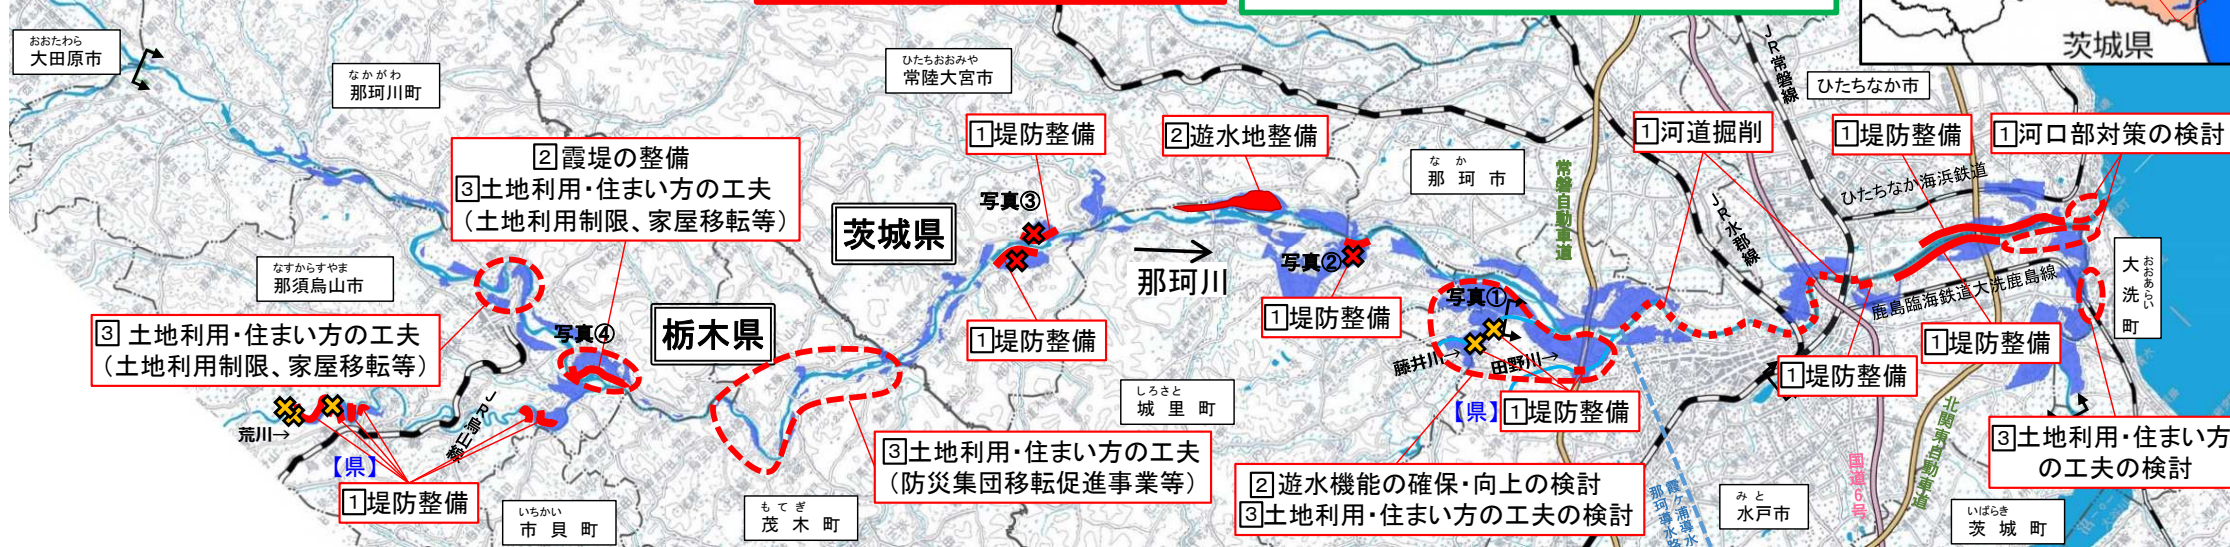 茨城県
おおたわら
大田原市
なかがわ
那珂川町
ひたちおおみや
常陸大宮市
JR常磐線
ひたちなか市
1堤防整備
2遊水地整備
1河道掘削
1堤防整備
1河口部対策の検討
2霞堤の整備
3土地利用・住まい方の工夫
(土地利用制限、家屋移転等)
なか
那珂市
常磐自動車道
ひたちなか海浜鉄道
写真③
茨城県
JR水郡線
那珂川
写真②
なすからすやま
那須烏山市
おおあらい
大洗町
鹿島臨海鉄道大洗鹿島線
3 土地利用・住まい方の工夫
(土地利用制限、家屋移転等)
写真④
栃木県
1堤防整備
1堤防整備
写真①
藤井川→
田野川→
1堤防整備
1堤防整備
しろさと
城里町
【県】
1堤防整備
荒川→
JR烏山線
【県】
1堤防整備
3土地利用・住まい方の工夫
(防災集団移転促進事業等)
2遊水機能の確保・向上の検討
3土地利用・住まい方の工夫の検討
北関東自動車道
国道6号
3土地利用・住まい方
の工夫の検討
いちかい
市貝町
もてぎ
茂木町
霞ヶ浦導水
那珂導水路
みと
水戸市
いばらき
茨城町